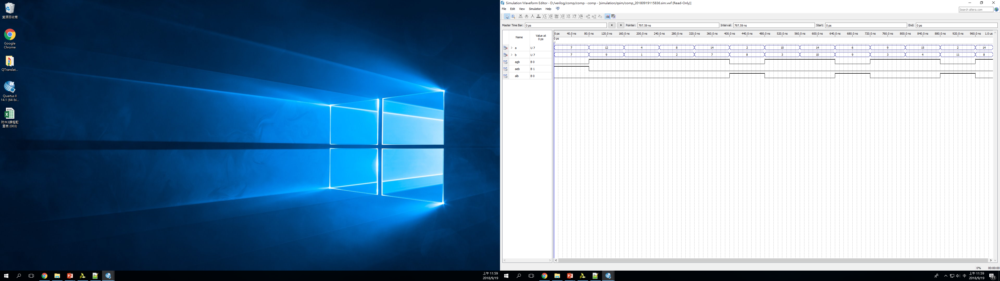 資源回收筒
Google
Chrome
QTranslat...
Quartus II
14.1 (64-bi...
附件3課程配
置表 (003)
上午 11:59
2018/9/19
Simulation Waveform Editor - D:/verilog/comp/comp - comp - [simulation/qsim/comp_20180919115836.sim.vwf (Read-Only)]
File Edit View Simulation Help
Search altera.com
Master Time Bar: 0 ps Pointer: 797.59 ns Interval: 797.59 ns Start: 0 ps End: 0 ps
Name Value at
0 ps
0 ps 40.0 ns 80.0 ns 120.0 ns 160.0 ns 200.0 ns 240.0 ns 280.0 ns 320.0 ns 360.0 ns 400.0 ns 440.0 ns 480.0 ns 520.0 ns 560.0 ns 600.0 ns 640.0 ns 680.0 ns 720.0 ns 760.0 ns 800.0 ns 840.0 ns 880.0 ns 920.0 ns 960.0 ns 1.0 us
0 ps
a U 7 7 12 4 8 14 2 10 14 6 9 15 2 14
b U 7 7 9 1 2 7 8 3 10 9 3 4 11 8
agb B 0
aeb B 1
alb B 0
0% 00:00:00
中
上午 11:59
2018/9/19
11